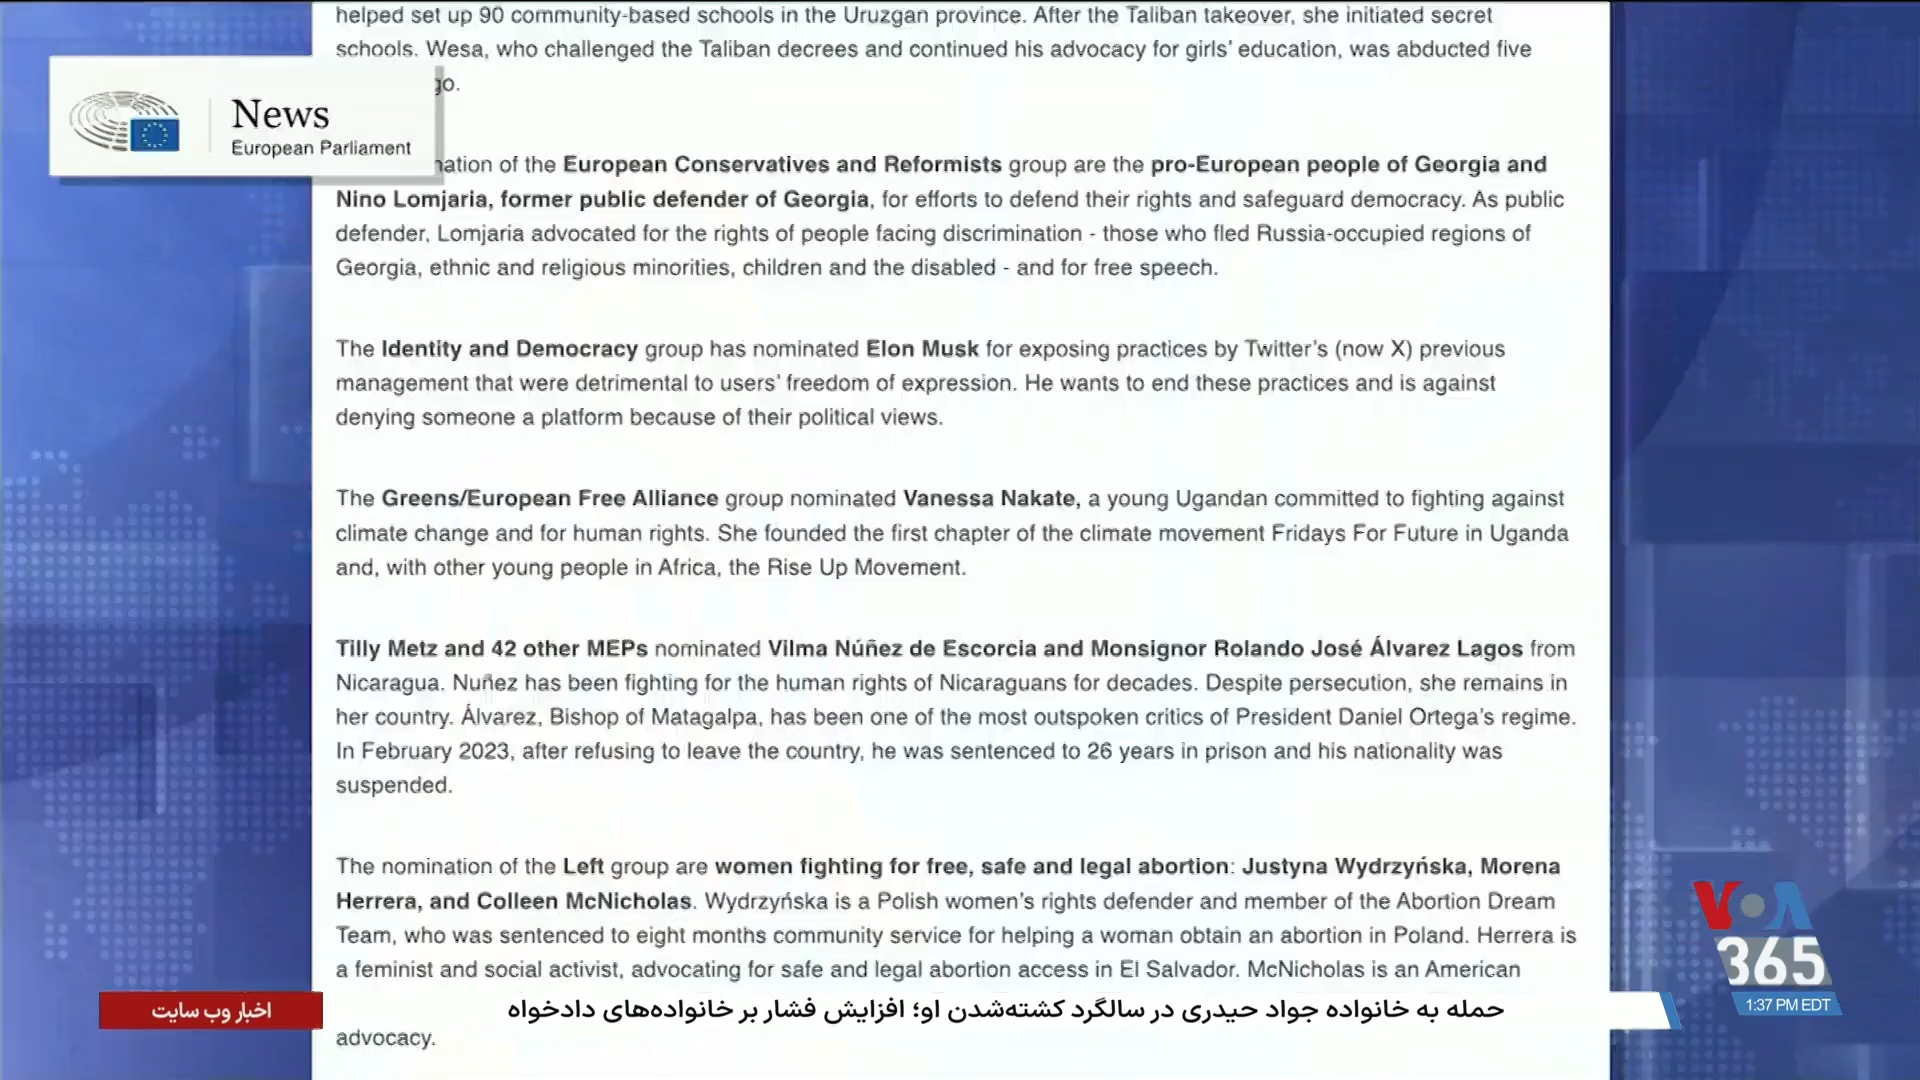 helped set up 90 community-based schools in the Uruzgan province. After the Taliban takeover, she initiated secret
schools. Wesa, who challenged the Taliban decrees and continued his advocacy for girls' education, was abducted five
go.
News
European Parliament
nation of the European Conservatives and Reformists group are the pro-European people of Georgia and
Nino Lomjaria, former public defender of Georgia, for efforts to defend their rights and safeguard democracy. As public
defender, Lomjaria advocated for the rights of people facing discrimination - those who fled Russia-occupied regions of
Georgia, ethnic and religious minorities, children and the disabled - and for free speech.
The Identity and Democracy group has nominated Elon Musk for exposing practices by Twitter's (now X) previous
management that were detrimental to users' freedom of expression. He wants to end these practices and is against
denying someone a platform because of their political views.
The Greens/European Free Alliance group nominated Vanessa Nakate, a young Ugandan committed to fighting against
climate change and for human rights. She founded the first chapter of the climate movement Fridays For Future in Uganda
and, with other young people in Africa, the Rise Up Movement.
Tilly Metz and 42 other MEPs nominated Vilma Núñez de Escorcia and Monsignor Rolando José Álvarez Lagos from
Nicaragua. Nuñez has been fighting for the human rights of Nicaraguans for decades. Despite persecution, she remains in
her country. Álvarez, Bishop of Matagalpa, has been one of the most outspoken critics of President Daniel Ortega's regime.
In February 2023, after refusing to leave the country, he was sentenced to 26 years in prison and his nationality was
suspended.
The nomination of the Left group are women fighting for free, safe and legal abortion: Justyna Wydrzyńska, Morena
Herrera, and Colleen McNicholas. Wydrzyńska is a Polish women's rights defender and member of the Abortion Dream
Team, who was sentenced to eight months community service for helping a woman obtain an abortion in Poland. Herrera is
a feminist and social activist, advocating for safe and legal abortion access in El Salvador. McNicholas is an American
advocacy.
VOA
365
1:37 PM EDT
اخبار وب سایت
حمله به خانواده جواد حیدری در سالگرد کشته‌شدن او؛ افزایش فشار بر خانواده‌های دادخواه